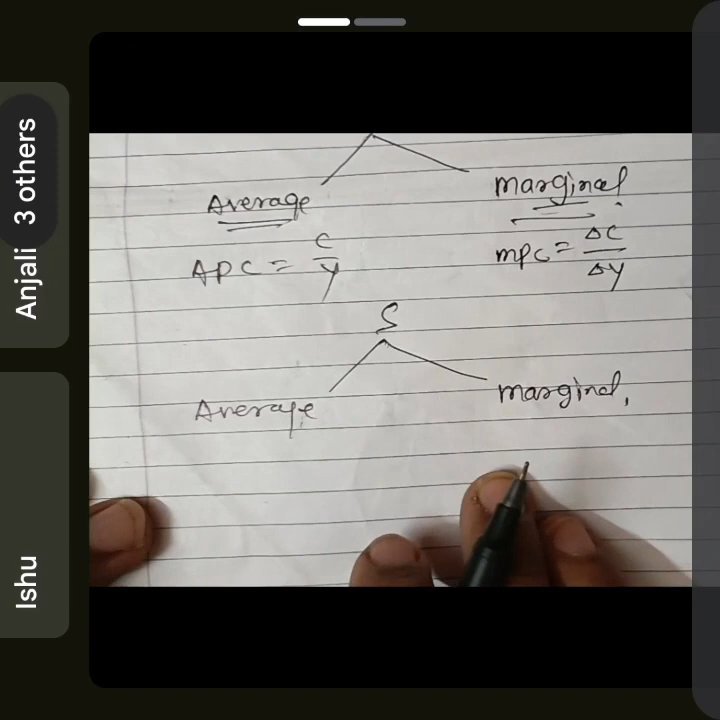 Average
marginal
APC = C/Y
mpc = ΔC/ΔY
S
Average
marginal,
Anjali 3 others
Ishu